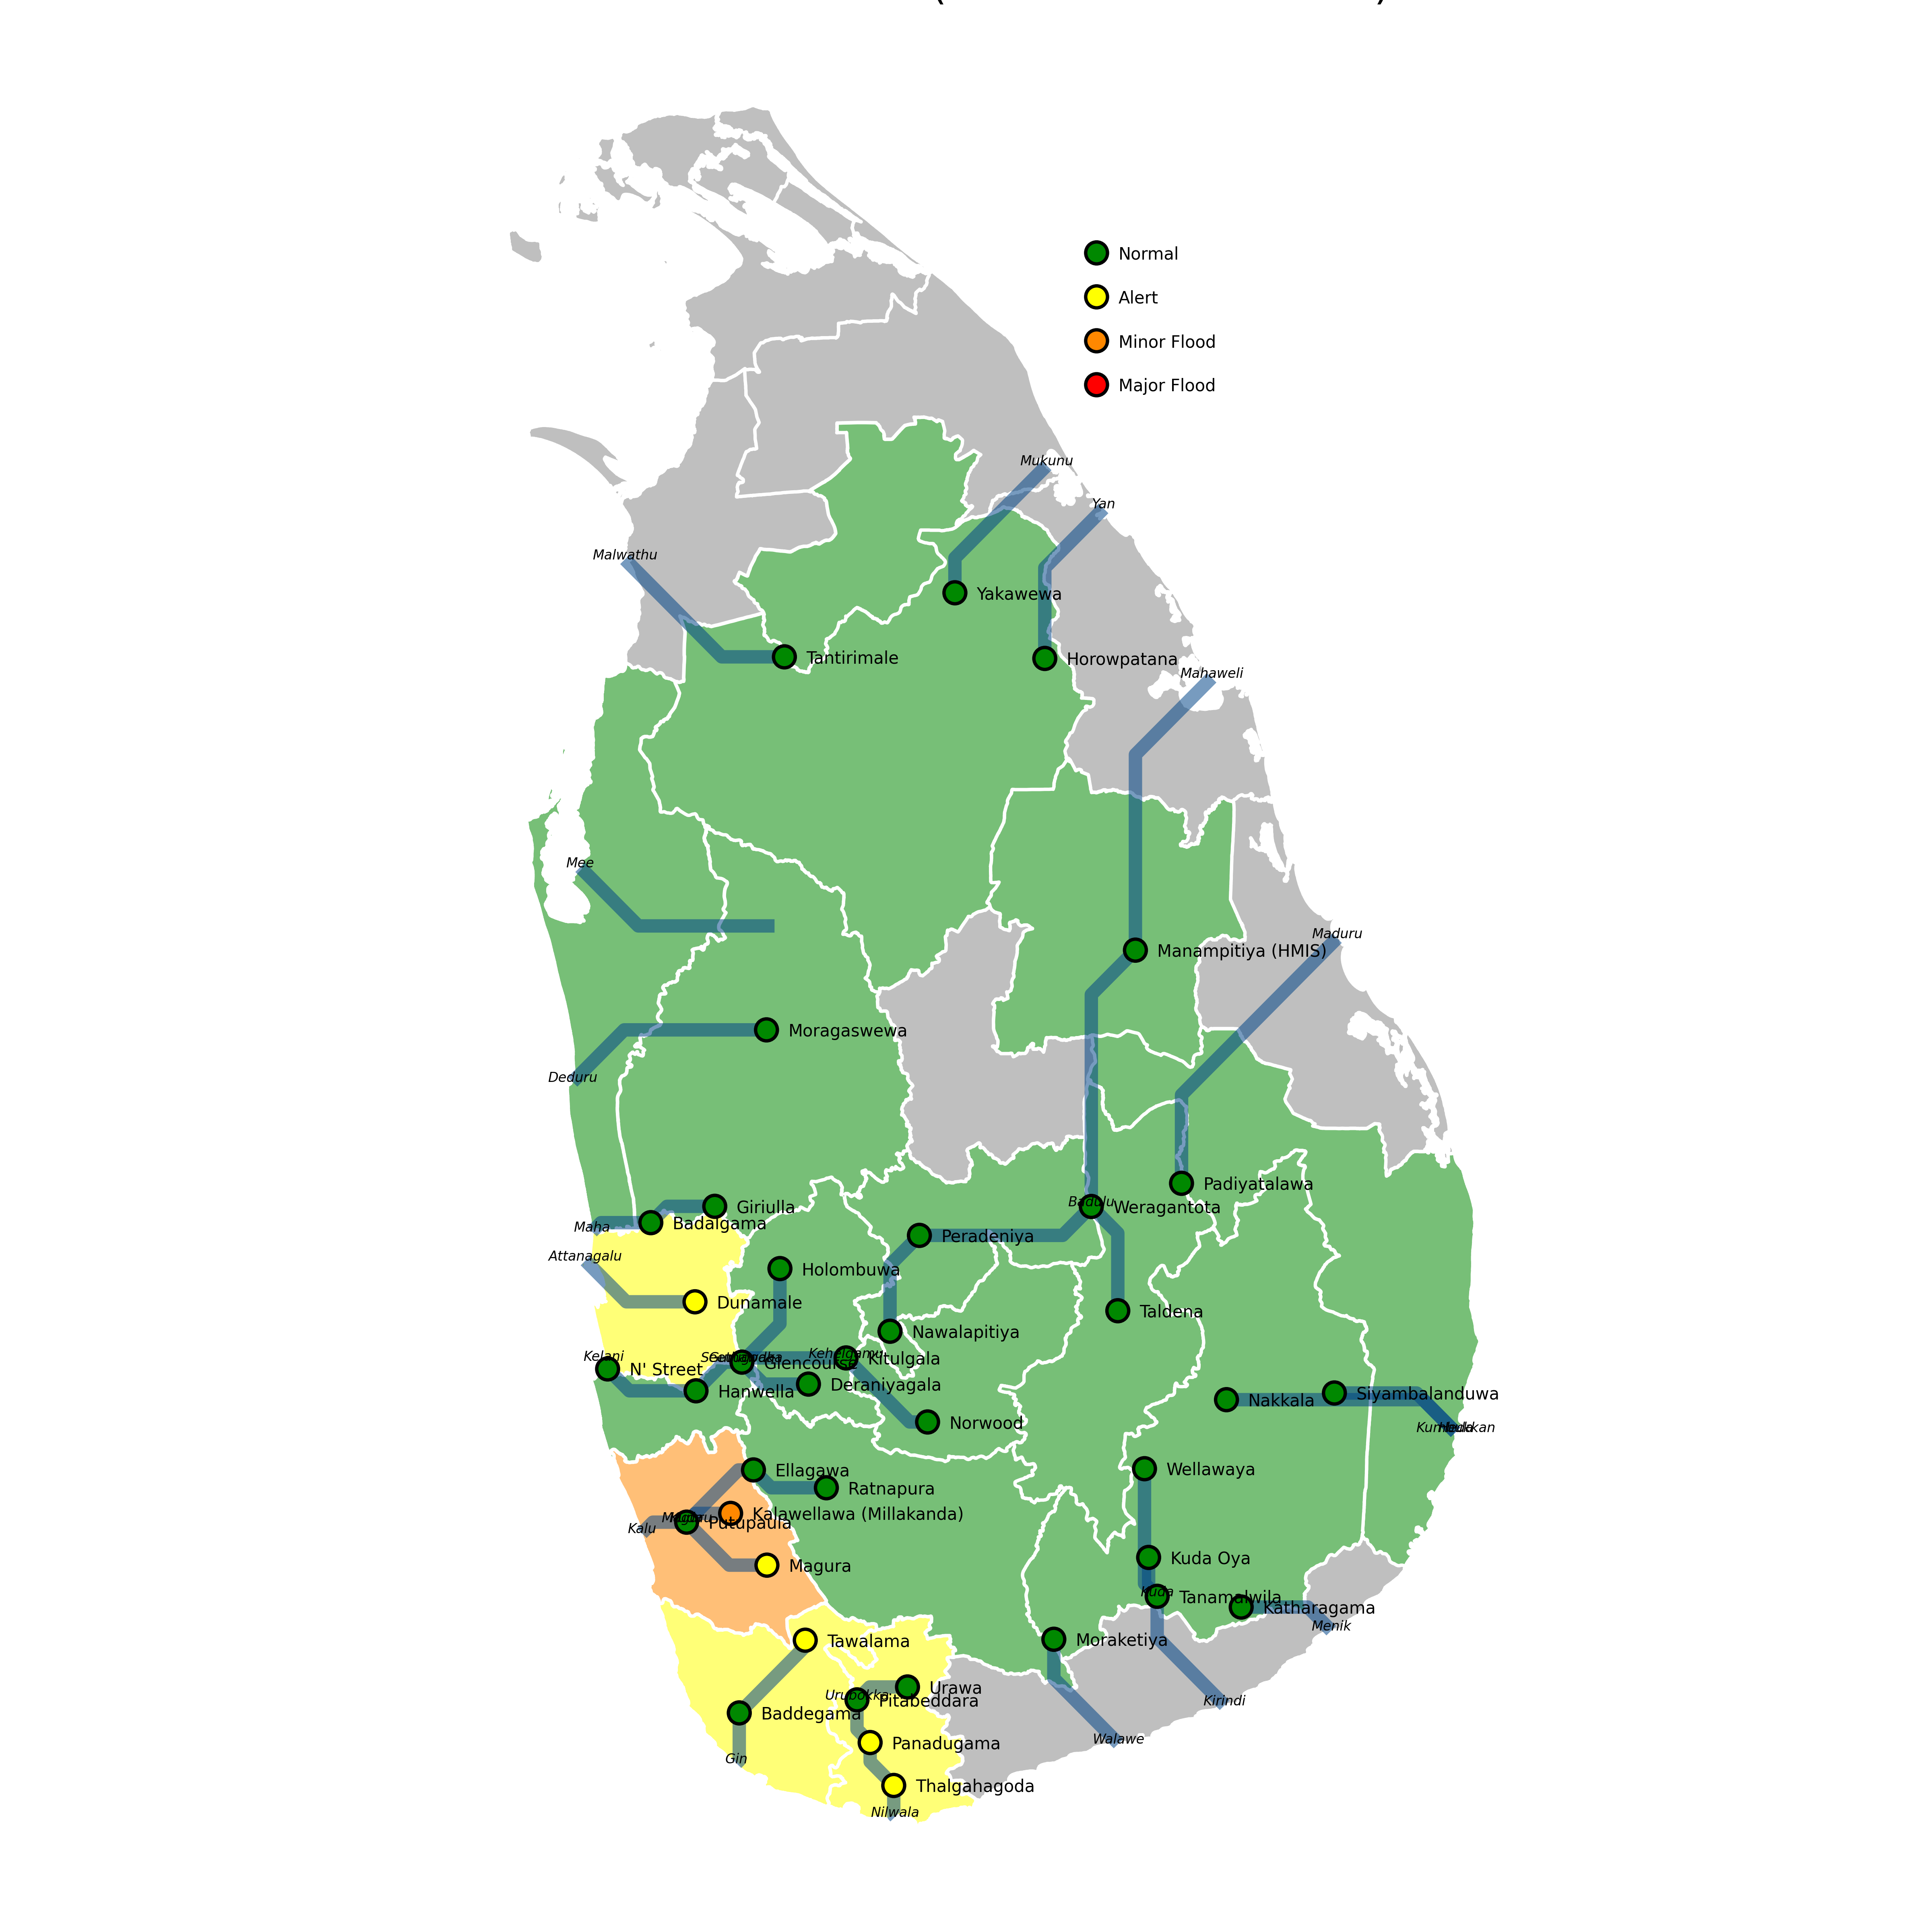 Normal
Alert
Minor Flood
Major Flood
Mukunu
Yan
Malwathu
Yakawewa
Tantirimale
Horowpatana
Mahaweli
Mee
Maduru
Manampitiya (HMIS)
Moragaswewa
Deduru
Padiyatalawa
Badulu
Weragantota
Giriulla
Badalgama
Maha
Peradeniya
Attanagalu
Holombuwa
Dunamale
Taldena
Nawalapitiya
Kelani
Kehelgamu
Kitulgala
Glencourse
N' Street
Deraniyagala
Hanwella
Norwood
Nakkala
Siyambalanduwa
Wellawaya
Ellagawa
Ratnapura
Kalawellawa (Millakanda)
Putupaula
Kalu
Magura
Kuda Oya
Kuda
Tanamalwila
Katharagama
Menik
Tawalama
Moraketiya
Urawa
Urubokka
Pitabeddara
Kirindi
Baddegama
Panadugama
Walawe
Gin
Thalgahagoda
Nilwala